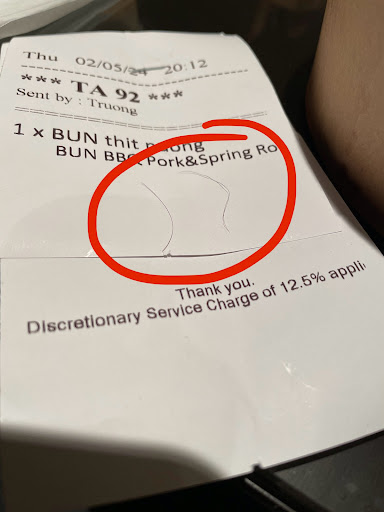 Thu 02/05/24 20:12
*** TA 92 ***
Sent by : Truong
1 x BUN thit
BUN BBQ Pork&Spring Ro
Thank you.
Discretionary Service Charge of 12.5% appli